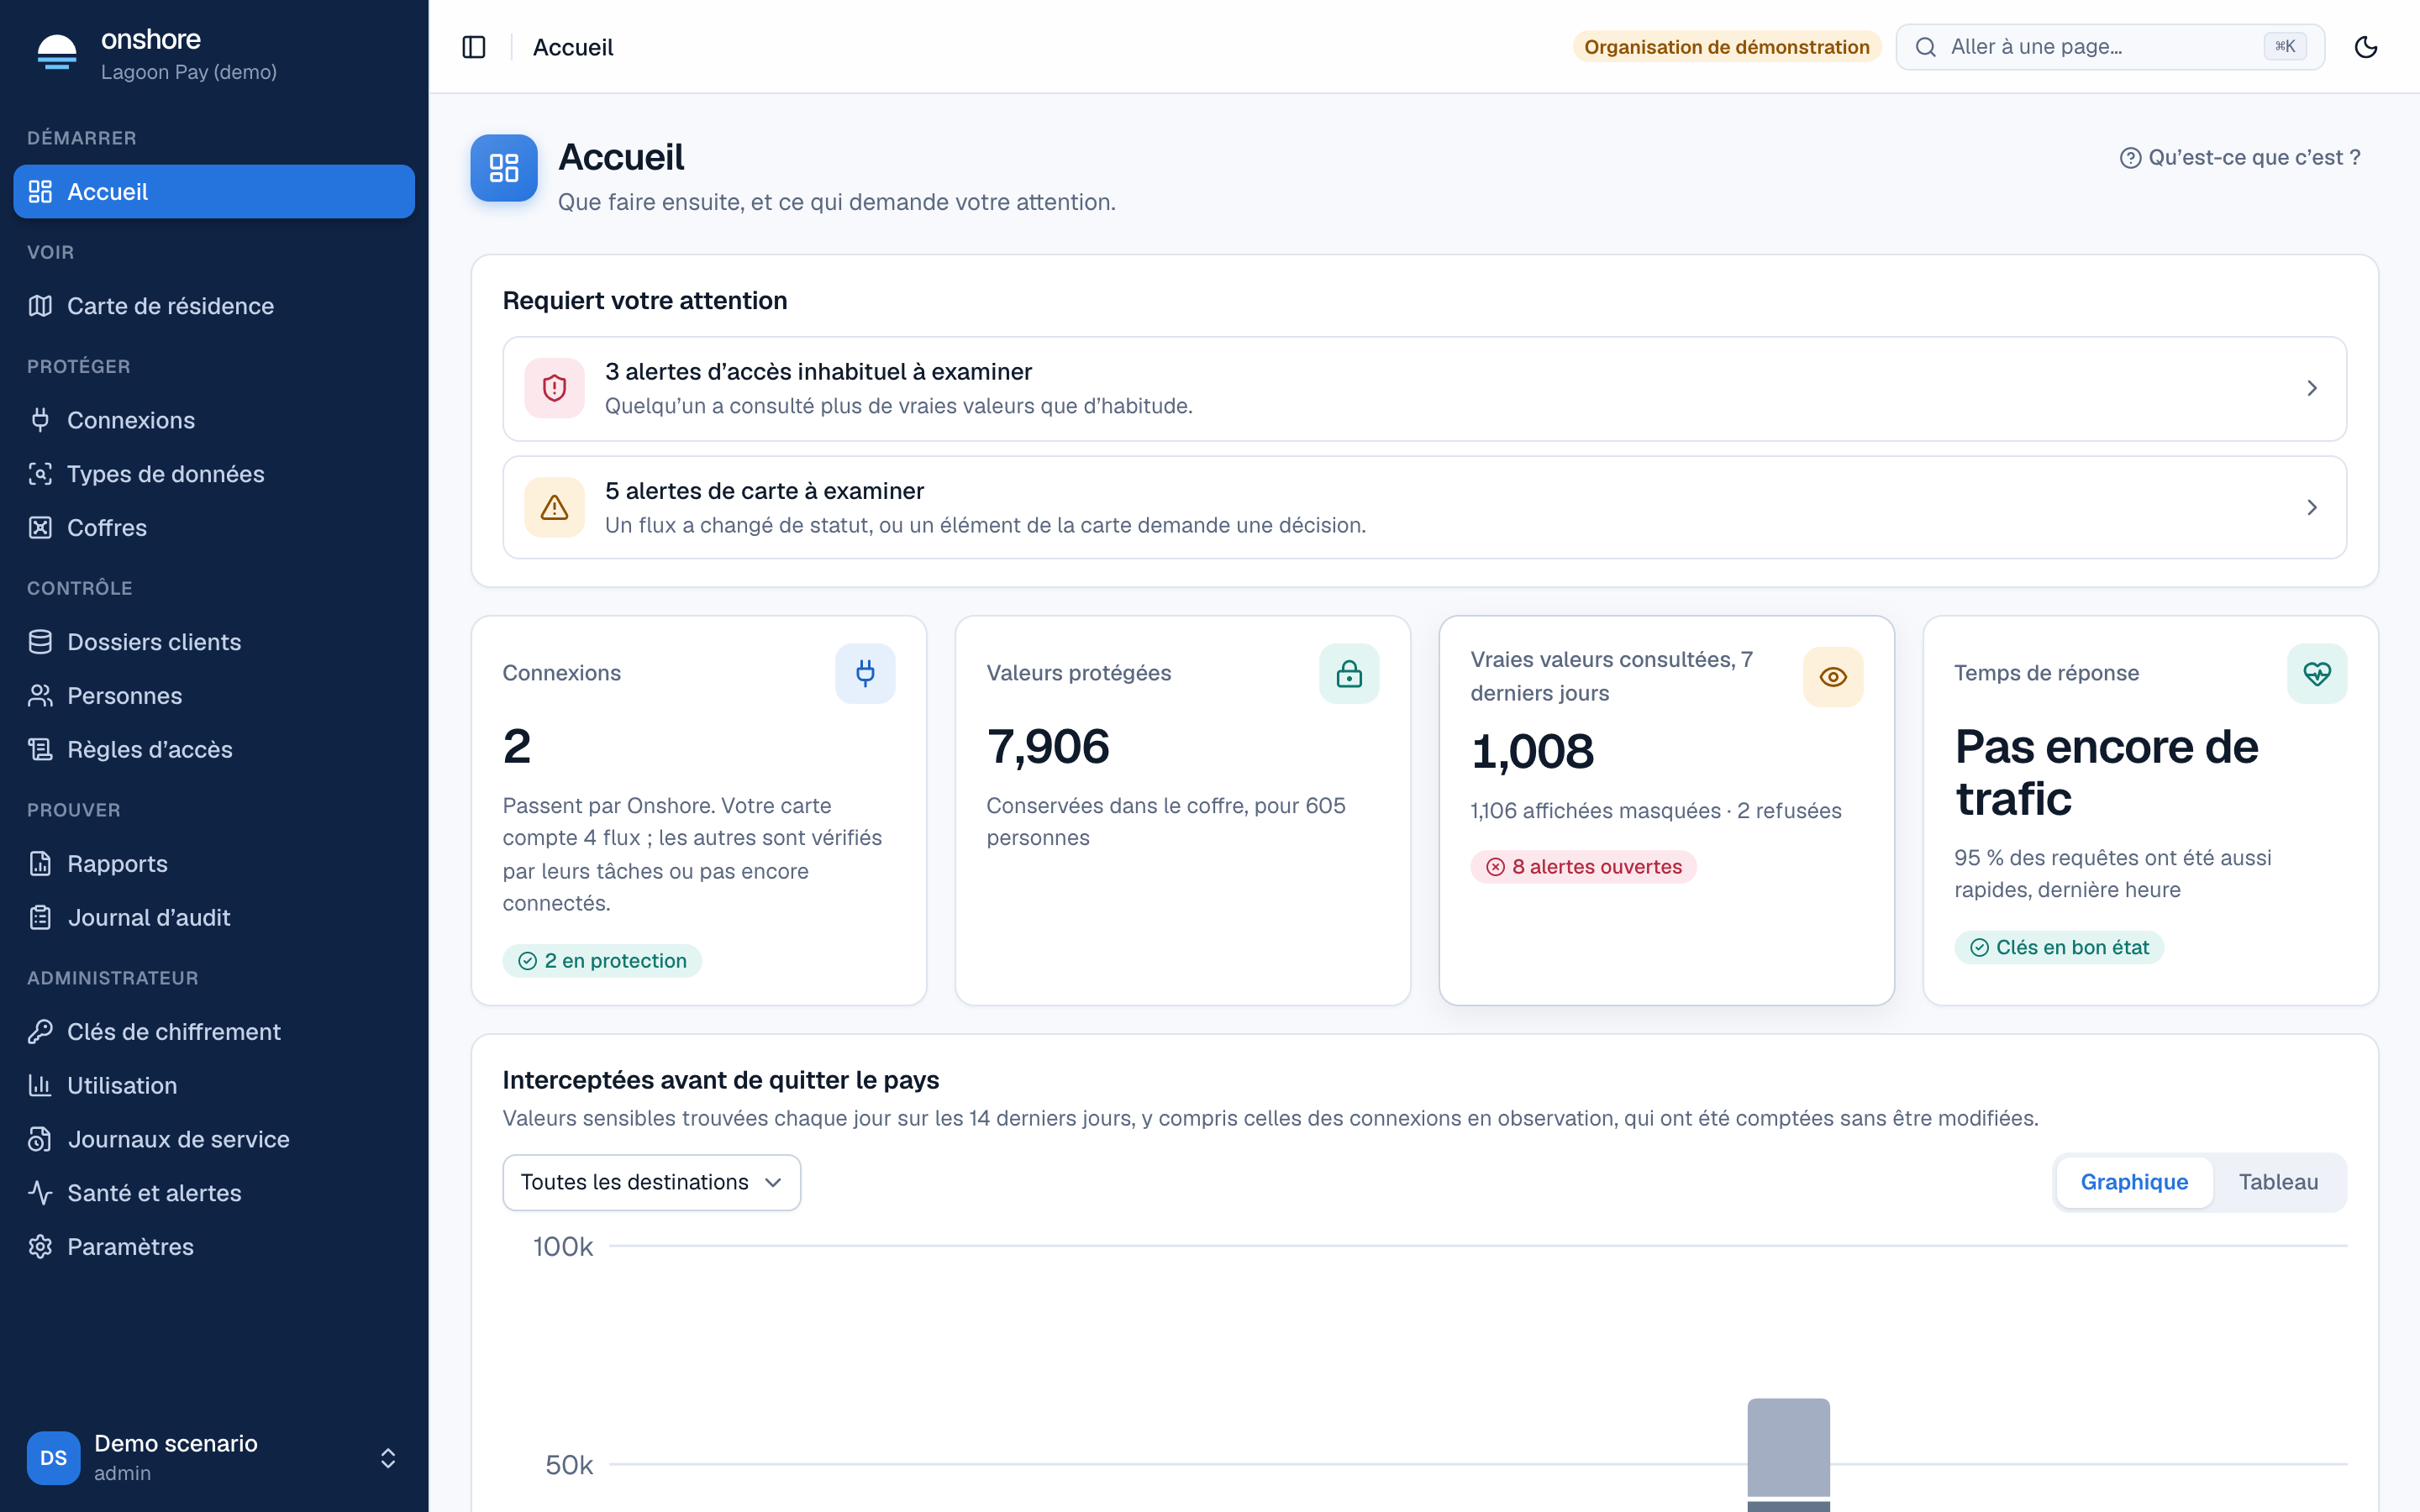 onshore
Lagoon Pay (demo)
DÉMARRER
Accueil
VOIR
Carte de résidence
PROTÉGER
Connexions
Types de données
Coffres
CONTRÔLE
Dossiers clients
Personnes
Règles d’accès
PROUVER
Rapports
Journal d’audit
ADMINISTRATEUR
Clés de chiffrement
Utilisation
Journaux de service
Santé et alertes
Paramètres
DS
Demo scenario
admin
Accueil
Organisation de démonstration
Aller à une page...
⌘K
Accueil
Que faire ensuite, et ce qui demande votre attention.
Qu’est-ce que c’est ?
Requiert votre attention
3 alertes d’accès inhabituel à examiner
Quelqu’un a consulté plus de vraies valeurs que d’habitude.
5 alertes de carte à examiner
Un flux a changé de statut, ou un élément de la carte demande une décision.
Connexions
2
Passent par Onshore. Votre carte
compte 4 flux ; les autres sont vérifiés
par leurs tâches ou pas encore
connectés.
2 en protection
Valeurs protégées
7,906
Conservées dans le coffre, pour 605
personnes
Vraies valeurs consultées, 7
derniers jours
1,008
1,106 affichées masquées · 2 refusées
8 alertes ouvertes
Temps de réponse
Pas encore de
trafic
95 % des requêtes ont été aussi
rapides, dernière heure
Clés en bon état
Interceptées avant de quitter le pays
Valeurs sensibles trouvées chaque jour sur les 14 derniers jours, y compris celles des connexions en observation, qui ont été comptées sans être modifiées.
Toutes les destinations
Graphique
Tableau
100k
50k